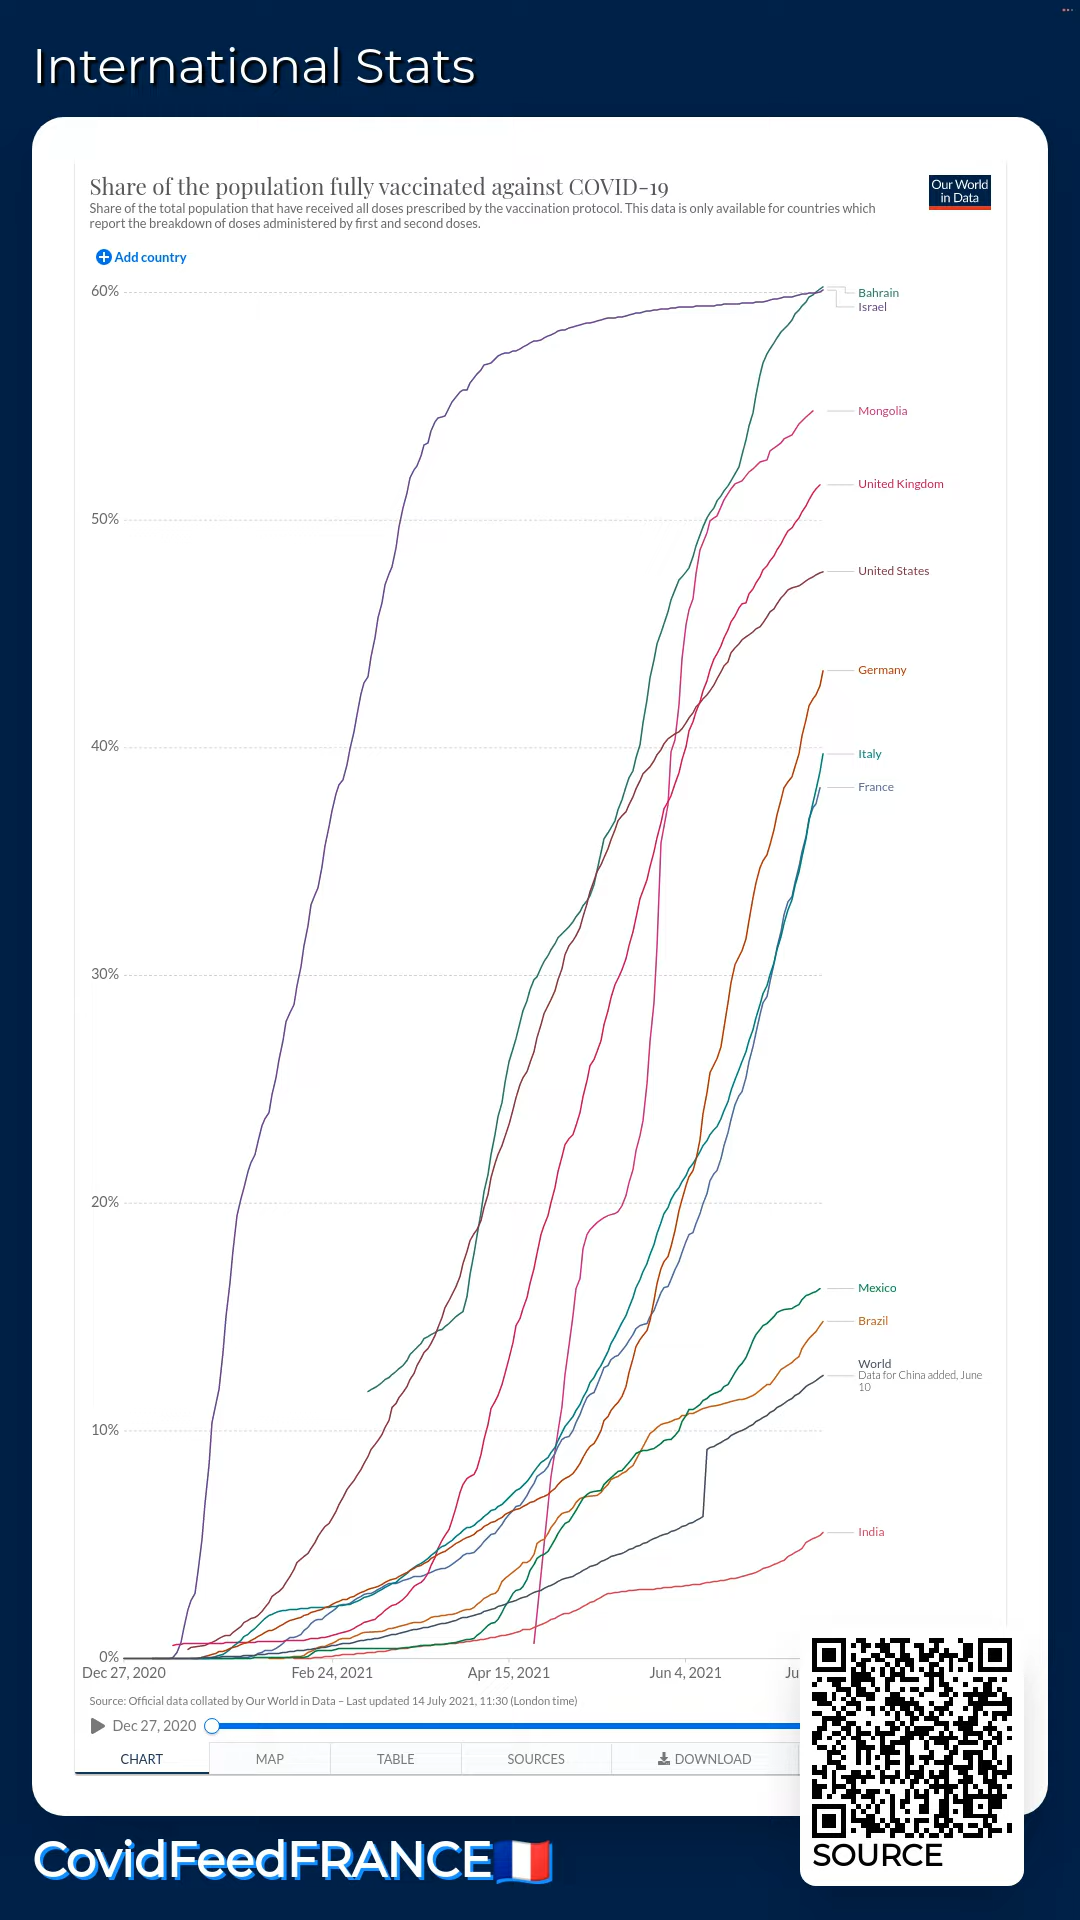 International Stats
Share of the population fully vaccinated against COVID-19
Share of the total population that have received all doses prescribed by the vaccination protocol. This data is only available for countries which
report the breakdown of doses administered by first and second doses.
Our World
in Data
Add country
60%
50%
40%
30%
20%
10%
0%
Bahrain
Israel
Mongolia
United Kingdom
United States
Germany
Italy
France
Mexico
Brazil
World
Data for China added, June
10
India
Dec 27, 2020
Feb 24, 2021
Apr 15, 2021
Jun 4, 2021
Source: Official data collated by Our World in Data – Last updated 14 July 2021, 11:30 (London time)
Dec 27, 2020
CHART
MAP
TABLE
SOURCES
DOWNLOAD
SOURCE
CovidFeedFRANCE